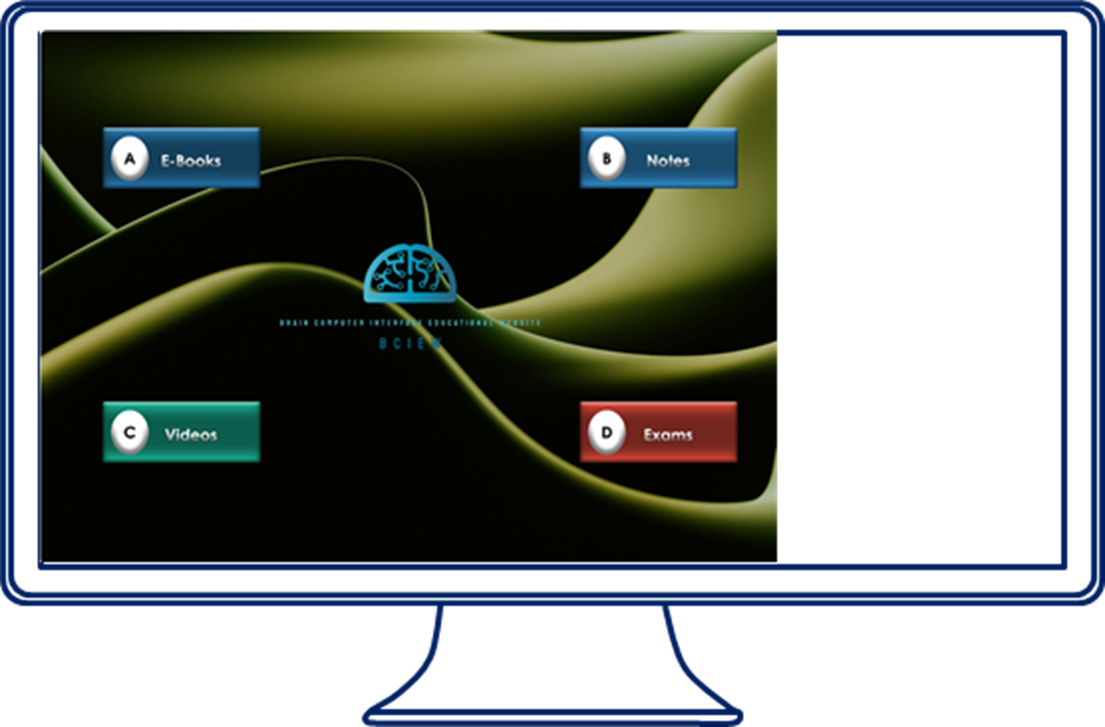 A E-Books
B Notes
BRAIN COMPUTER INTERFACE EDUCATIONAL WEBSITE
BCIEW
C Videos
D Exams